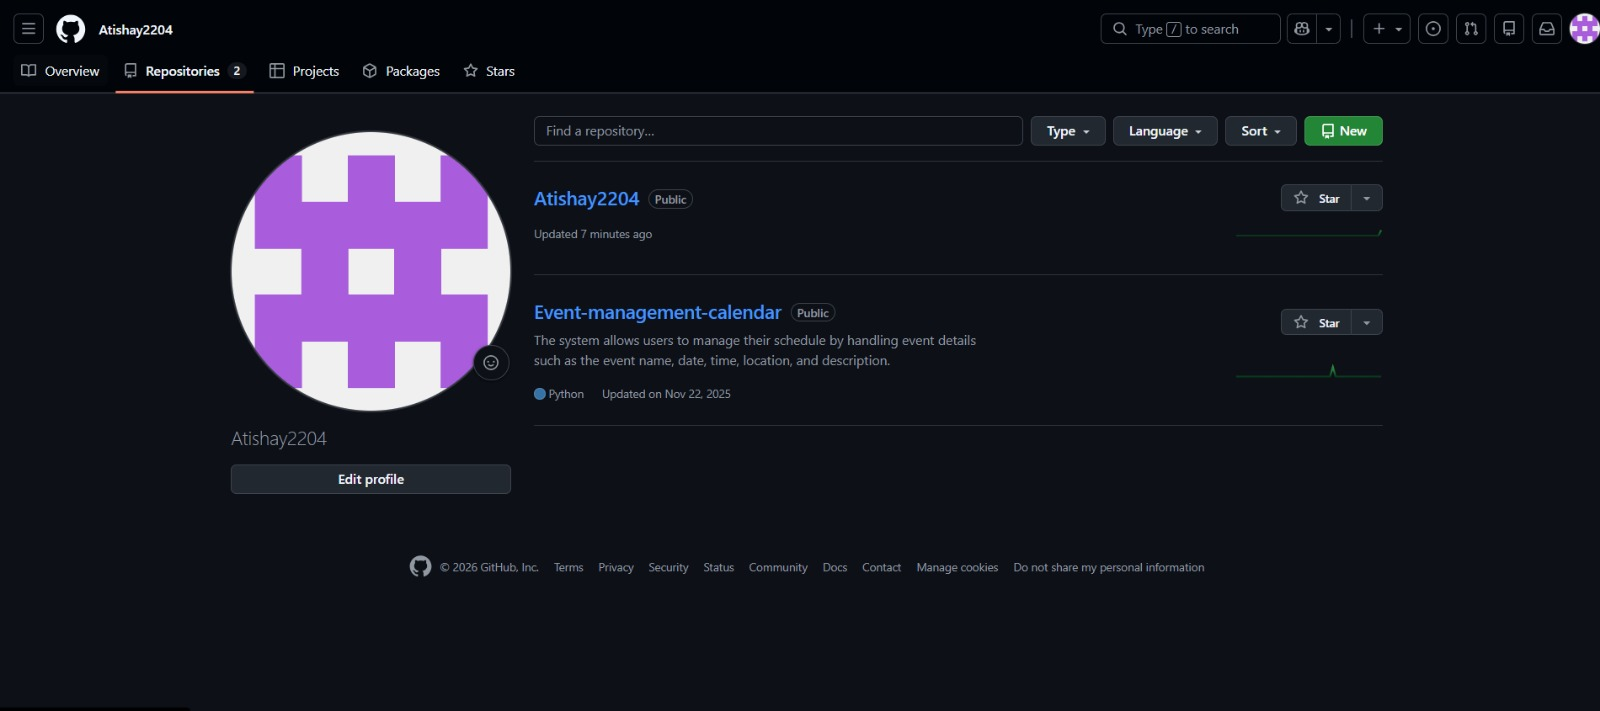 Atishay2204
Type / to search
Overview Repositories 2 Projects Packages Stars
Find a repository... Type Language Sort New
Atishay2204 Public Star
Updated 7 minutes ago
Event-management-calendar Public Star
The system allows users to manage their schedule by handling event details
such as the event name, date, time, location, and description.
Python Updated on Nov 22, 2025
Atishay2204
Edit profile
© 2026 GitHub, Inc. Terms Privacy Security Status Community Docs Contact Manage cookies Do not share my personal information